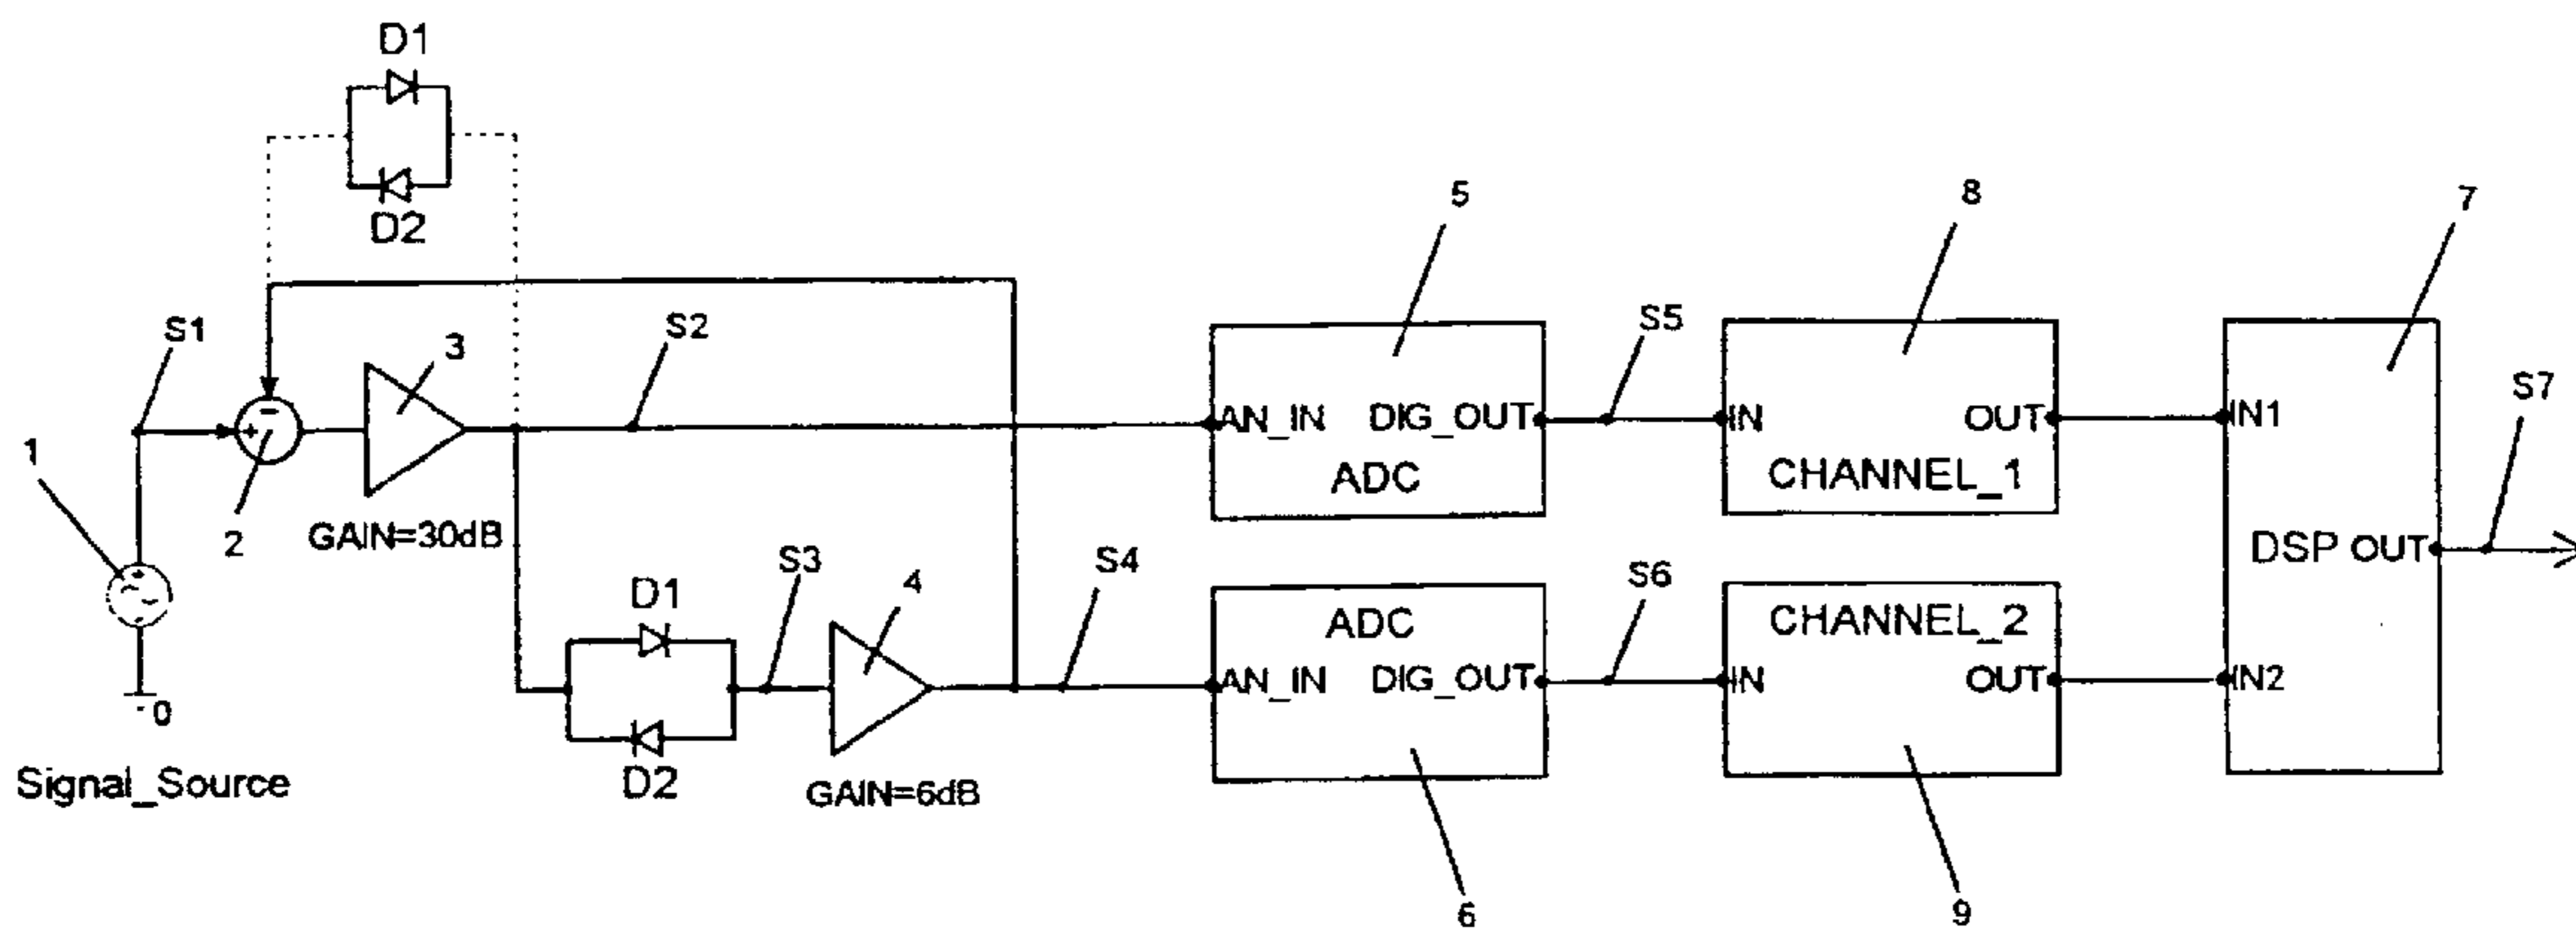 D1
D2
5
8
7
S1
3
S2
S5
S7
AN_IN
DIG_OUT
IN
OUT
IN1
+
-
1
2
GAIN=30dB
ADC
CHANNEL_1
DSP OUT
S3
4
S4
S6
D1
ADC
CHANNEL_2
AN_IN
DIG_OUT
IN
OUT
IN2
0
D2
GAIN=6dB
Signal_Source
6
9